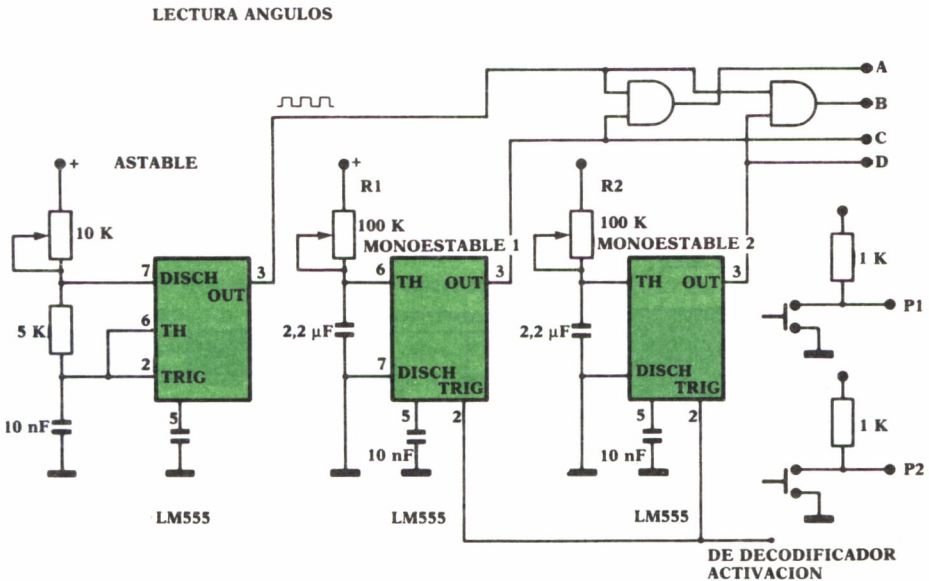 LECTURA ANGULOS
A
B
C
D
+ ASTABLE
10 K
7
DISCH
OUT
3
5 K
6
TH
2
TRIG
10 nF
5
LM555
+
R1
100 K
MONOESTABLE 1
6
TH
OUT
3
2,2 µF
7
DISCH
TRIG
5
2
10 nF
LM555
R2
100 K
MONOESTABLE 2
TH
OUT
3
2,2 µF
DISCH
TRIG
5
2
10 nF
LM555
1 K
P1
1 K
P2
DE DECODIFICADOR
ACTIVACION